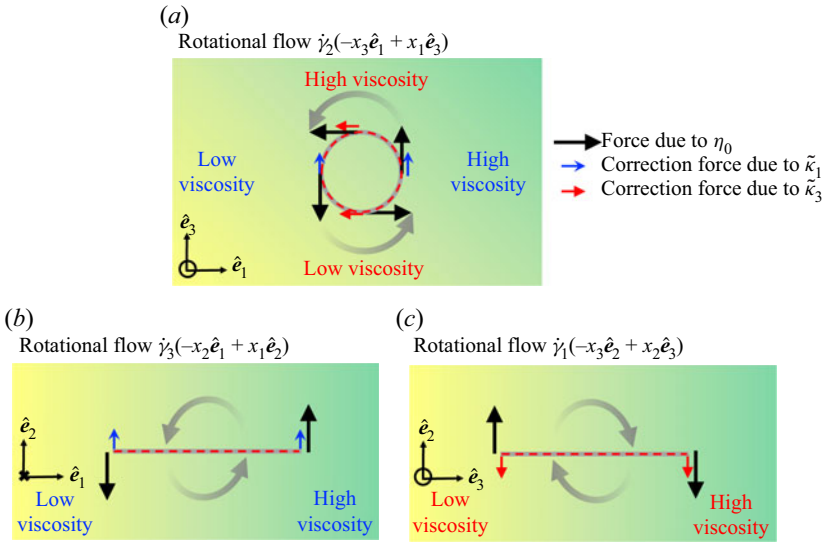 (a)
Rotational flow γ̇₂(–x₃ê₁ + x₁ê₃)
High viscosity
Low
viscosity
High
viscosity
Low viscosity
ê₃
ê₁
Force due to η₀
Correction force due to κ̃₁
Correction force due to κ̃₃
(b)
Rotational flow γ̇₃(–x₂ê₁ + x₁ê₂)
ê₂
ê₁
Low
viscosity
High
viscosity
(c)
Rotational flow γ̇₁(–x₃ê₂ + x₂ê₃)
ê₂
ê₃
Low
viscosity
High
viscosity